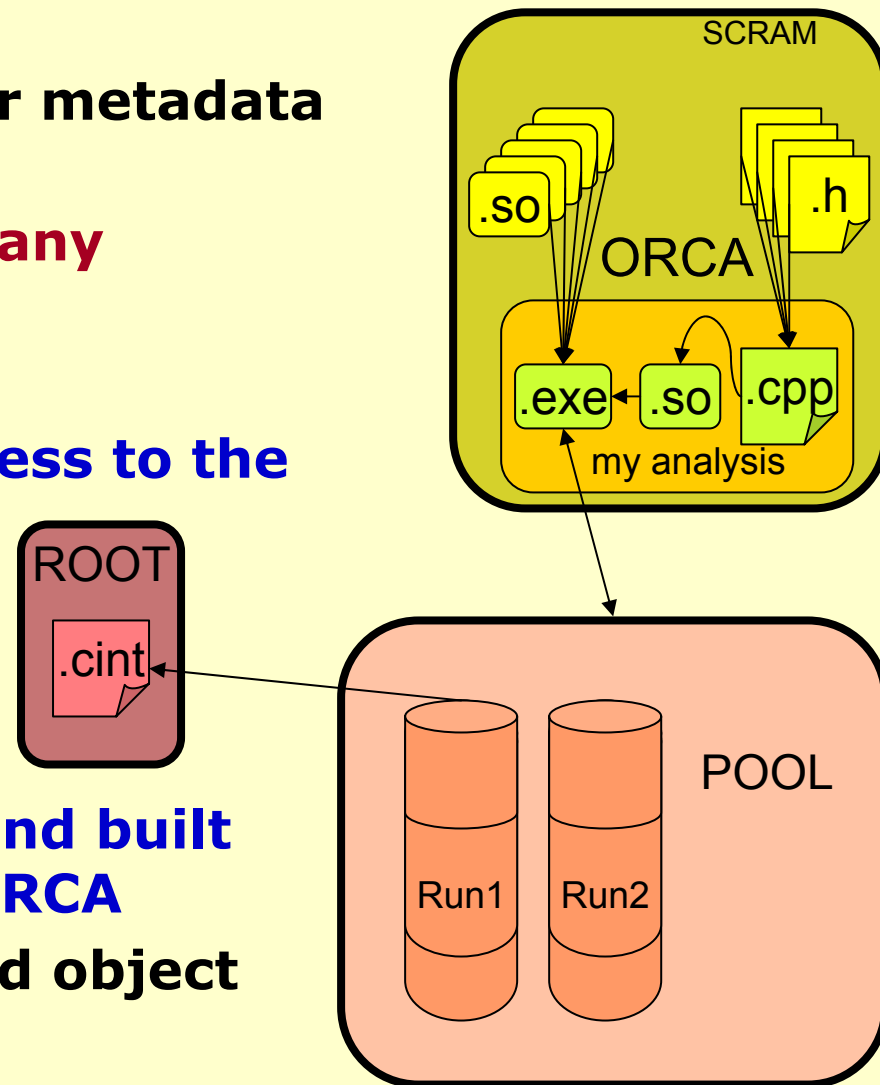 SCRAM
r metadata
.so
.h
any
ORCA
.exe
.so
.cpp
my analysis
ess to the
ROOT
.cint
POOL
nd built
Run1
Run2
RCA
d object